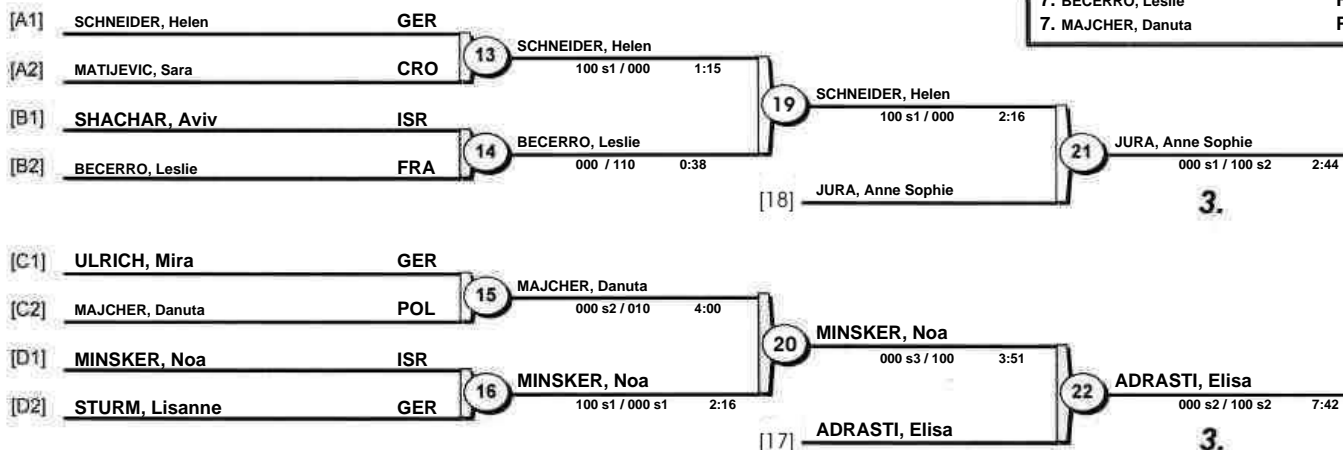 7. BECERRO, Leslie
7. MAJCHER, Danuta
[A1] SCHNEIDER, Helen GER
13
SCHNEIDER, Helen
100 s1 / 000 1:15
[A2] MATIJEVIC, Sara CRO
19
SCHNEIDER, Helen
100 s1 / 000 2:16
[B1] SHACHAR, Aviv ISR
14
BECERRO, Leslie
000 / 110 0:38
[B2] BECERRO, Leslie FRA
21
JURA, Anne Sophie
000 s1 / 100 s2 2:44
[18] JURA, Anne Sophie
3.
[C1] ULRICH, Mira GER
15
MAJCHER, Danuta
000 s2 / 010 4:00
[C2] MAJCHER, Danuta POL
20
MINSKER, Noa
000 s3 / 100 3:51
[D1] MINSKER, Noa ISR
16
MINSKER, Noa
100 s1 / 000 s1 2:16
[D2] STURM, Lisanne GER
22
ADRASTI, Elisa
000 s2 / 100 s2 7:42
[17] ADRASTI, Elisa
3.